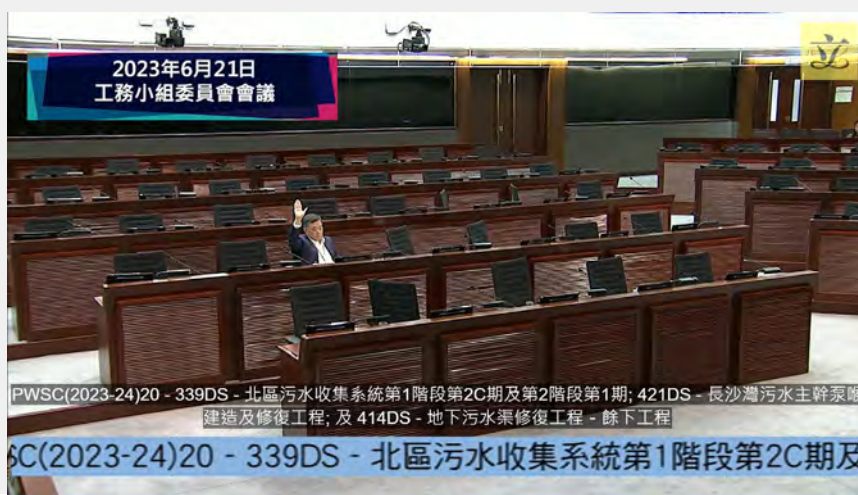 2023年6月21日
工務小組委員會會議
立
PWSC(2023-24)20 - 339DS - 北區污水收集系統第1階段第2C期及第2階段第1期; 421DS - 長沙灣污水主幹泵喉
建造及修復工程; 及 414DS - 地下污水渠修復工程 - 餘下工程
SC(2023-24)20 - 339DS - 北區污水收集系統第1階段第2C期及